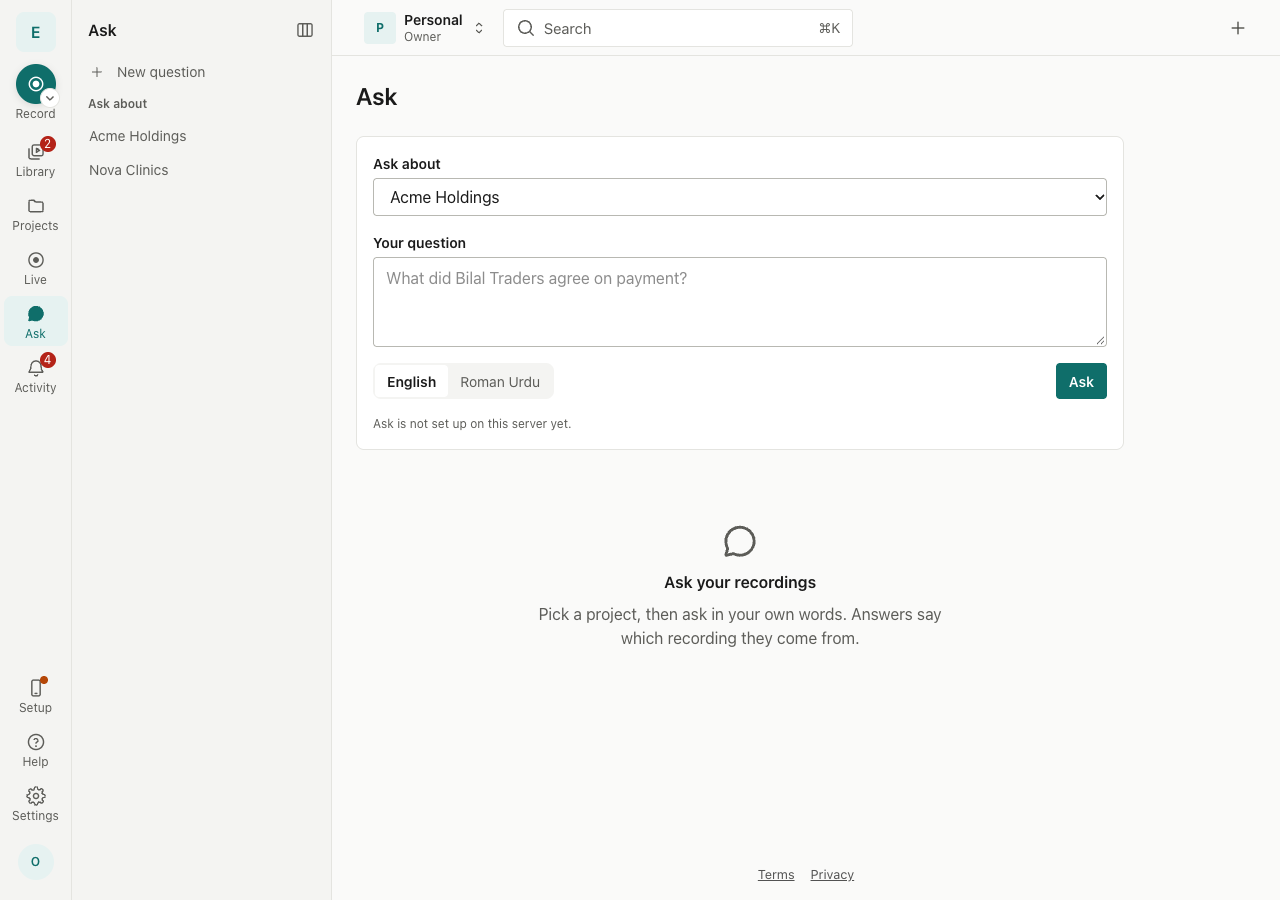 E
Record
2
Library
Projects
Live
Ask
4
Activity
Setup
Help
Settings
O
Ask
New question
Ask about
Acme Holdings
Nova Clinics
P
Personal
Owner
Search
⌘K
Ask
Ask about
Acme Holdings
Your question
What did Bilal Traders agree on payment?
English
Roman Urdu
Ask
Ask is not set up on this server yet.
Ask your recordings
Pick a project, then ask in your own words. Answers say
which recording they come from.
Terms
Privacy